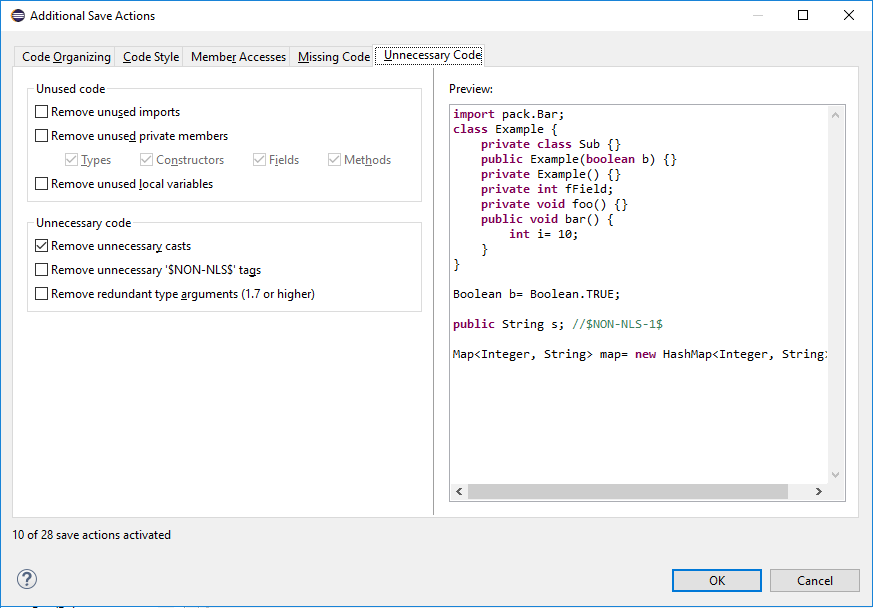 Additional Save Actions
Code Organizing Code Style Member Accesses Missing Code Unnecessary Code
Unused code
Remove unused imports
Remove unused private members
Types Constructors Fields Methods
Remove unused local variables
Unnecessary code
Remove unnecessary casts
Remove unnecessary '$NON-NLS$' tags
Remove redundant type arguments (1.7 or higher)
Preview:
import pack.Bar;
class Example {
    private class Sub {}
    public Example(boolean b) {}
    private Example() {}
    private int fField;
    private void foo() {}
    public void bar() {
        int i= 10;
    }
}
Boolean b= Boolean.TRUE;
public String s; //$NON-NLS-1$
Map<Integer, String> map= new HashMap<Integer, String>
10 of 28 save actions activated
?
OK Cancel